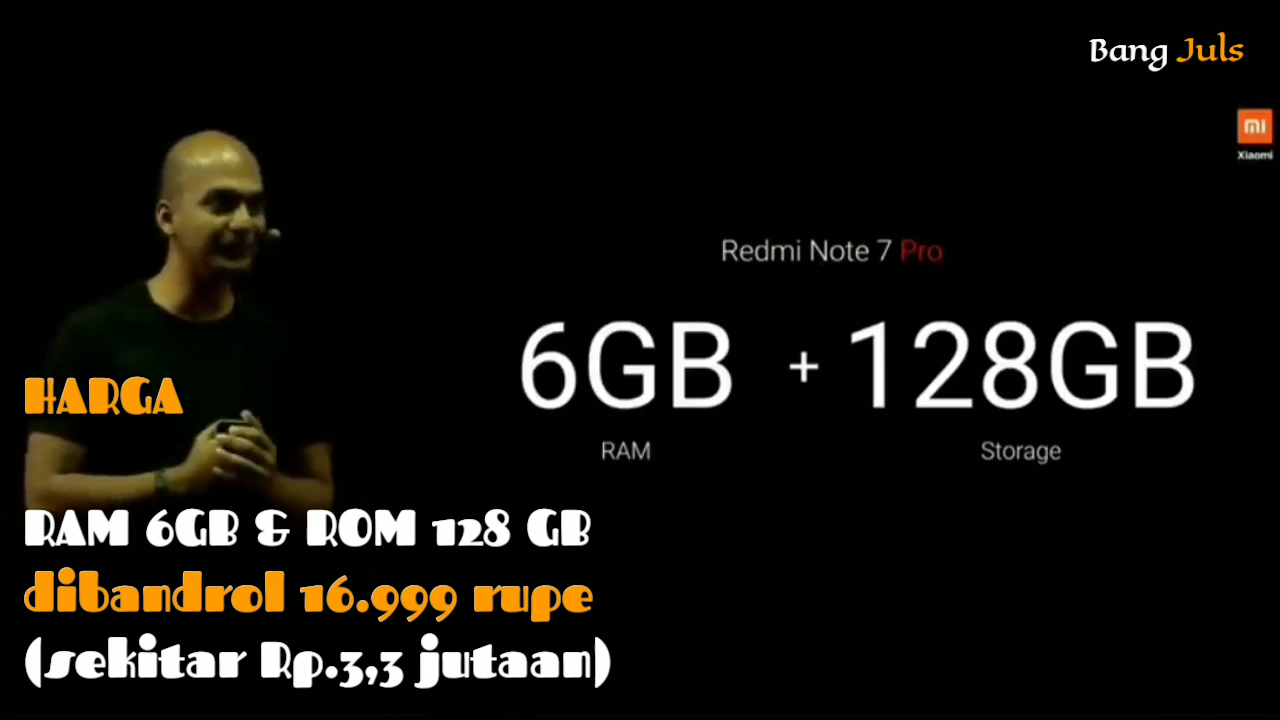 Bang Juls
mi
Xiaomi
Redmi Note 7 Pro
6GB + 128GB
RAM Storage
HARGA
RAM 6GB & ROM 128 GB
dibandrol 16.999 rupe
(sekitar Rp.3,3 jutaan)